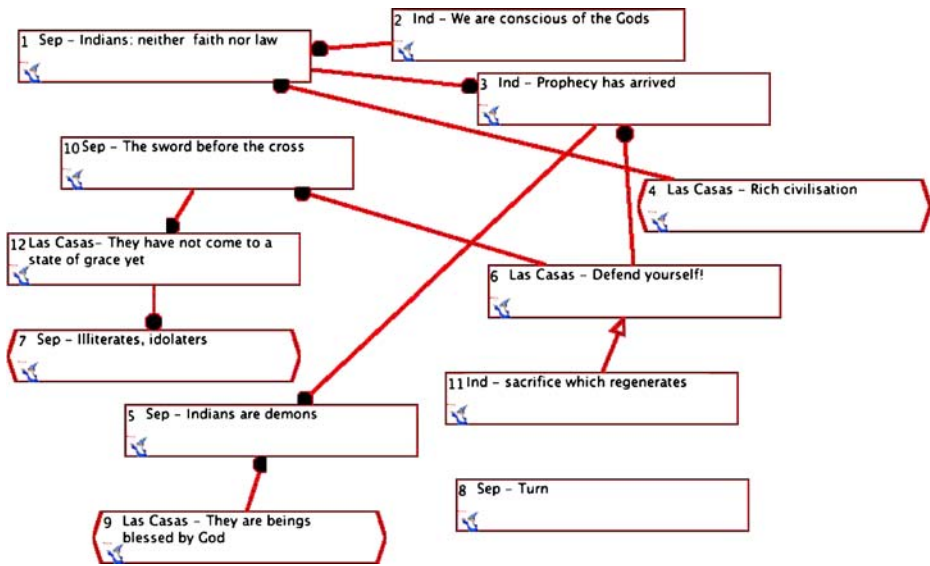 1 Sep – Indians: neither faith nor law
2 Ind – We are conscious of the Gods
3 Ind – Prophecy has arrived
10 Sep – The sword before the cross
4 Las Casas – Rich civilisation
12 Las Casas– They have not come to a
state of grace yet
6 Las Casas – Defend yourself!
7 Sep – Illiterates, idolaters
11 Ind – sacrifice which regenerates
5 Sep – Indians are demons
8 Sep – Turn
9 Las Casas – They are beings
blessed by God